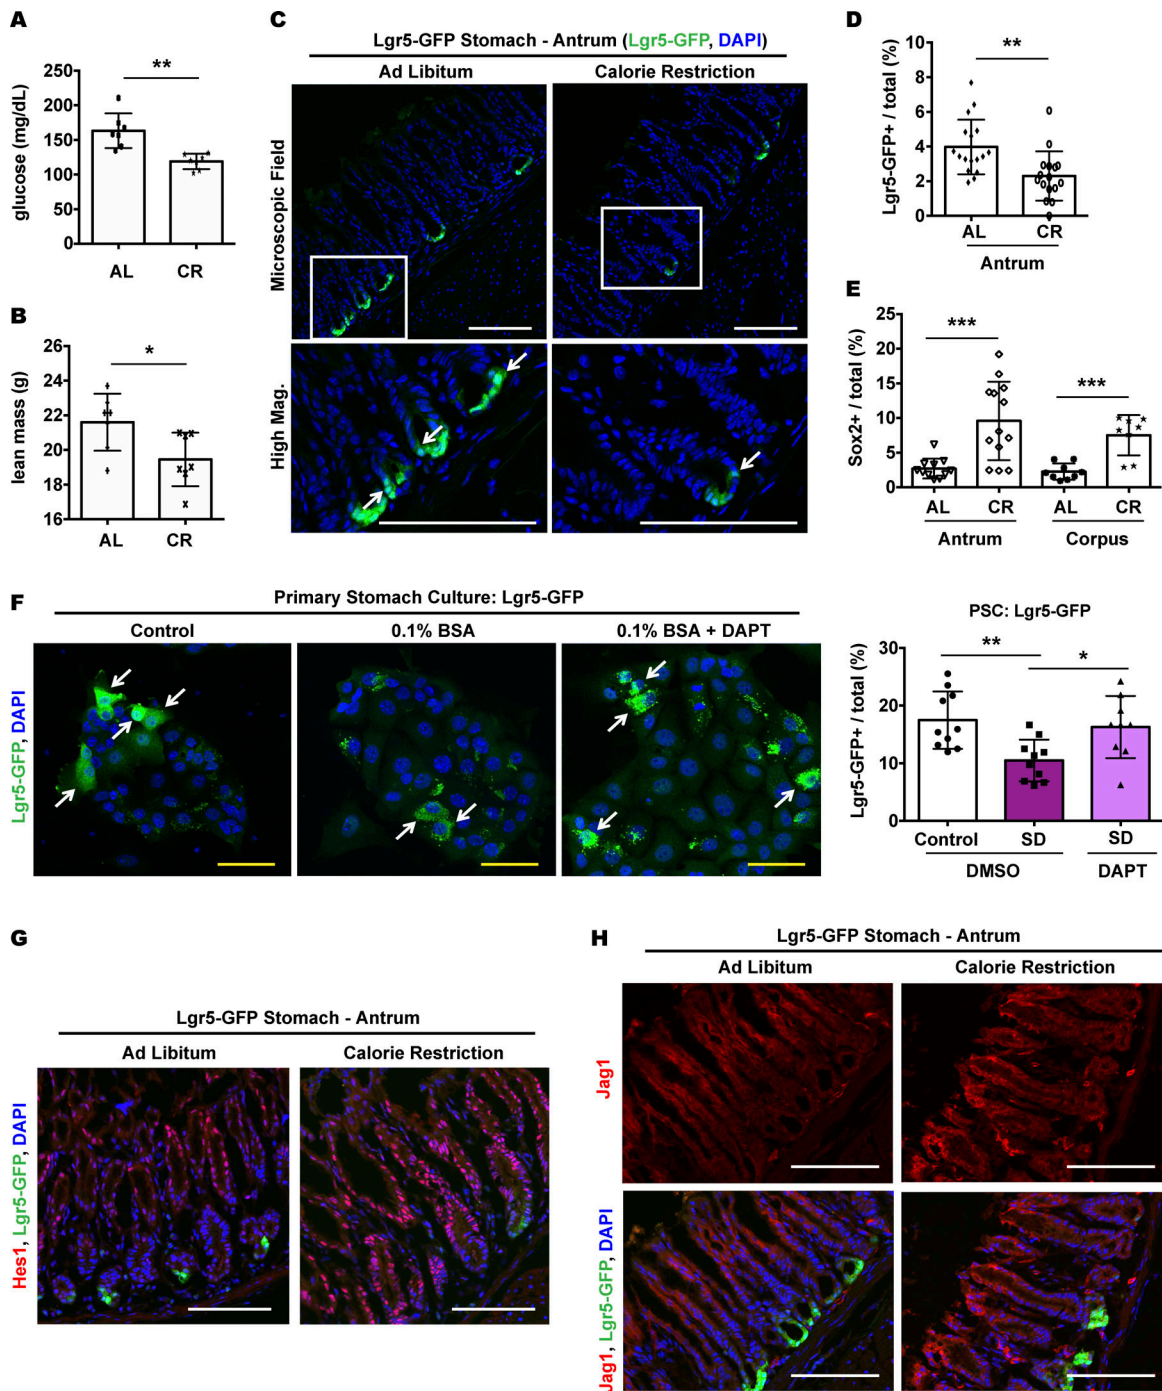 A
glucose (mg/dL)
250
200
150
100
50
0
**
AL
CR
B
lean mass (g)
26
24
22
20
18
16
*
AL
CR
C
Lgr5-GFP Stomach - Antrum (Lgr5-GFP, DAPI)
Ad Libitum
Calorie Restriction
Microscopic Field
High Mag.
D
Lgr5-GFP+ / total (%)
10
8
6
4
2
0
**
AL
CR
Antrum
E
Sox2+ / total (%)
25
20
15
10
5
0
***
***
AL
CR
AL
CR
Antrum
Corpus
F
Primary Stomach Culture: Lgr5-GFP
Control
0.1% BSA
0.1% BSA + DAPT
Lgr5-GFP, DAPI
PSC: Lgr5-GFP
Lgr5-GFP+ / total (%)
30
20
10
0
**
*
Control
SD
SD
DMSO
DAPT
G
Lgr5-GFP Stomach - Antrum
Ad Libitum
Calorie Restriction
Hes1, Lgr5-GFP, DAPI
H
Lgr5-GFP Stomach - Antrum
Ad Libitum
Calorie Restriction
Jag1
Jag1, Lgr5-GFP, DAPI